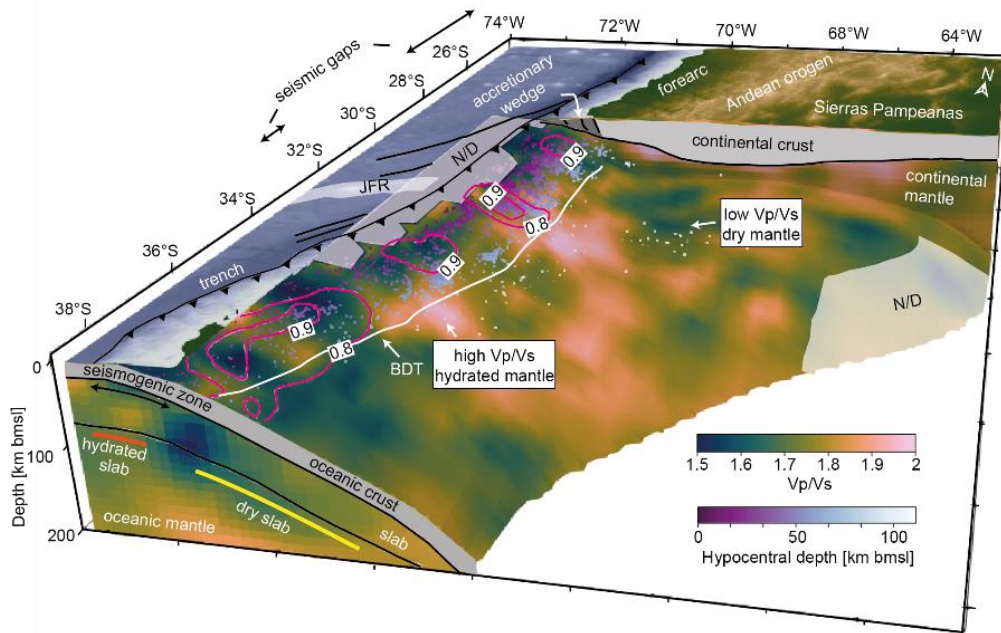 74°W
72°W
70°W
68°W
66°W
64°W
26°S
28°S
30°S
32°S
34°S
36°S
38°S
seismic gaps
accretionary
wedge
forearc
Andean orogen
Sierras Pampeanas
N
N/D
JFR
trench
continental crust
continental
mantle
0.9
0.9
0.8
0.9
low Vp/Vs
dry mantle
N/D
0.9
0.8
BDT
high Vp/Vs
hydrated mantle
0
100
200
Depth [km bmsl]
seismogenic zone
oceanic crust
hydrated
slab
dry slab
slab
oceanic mantle
1.5
1.6
1.7
1.8
1.9
2
Vp/Vs
0
50
100
Hypocentral depth [km bmsl]